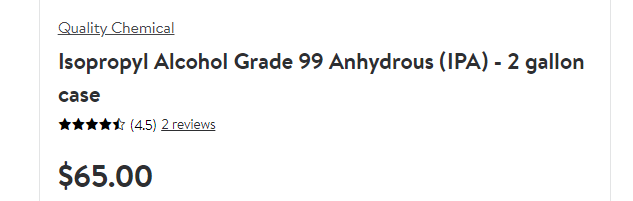 Quality Chemical
Isopropyl Alcohol Grade 99 Anhydrous (IPA) - 2 gallon
case
(4.5) 2 reviews
$65.00